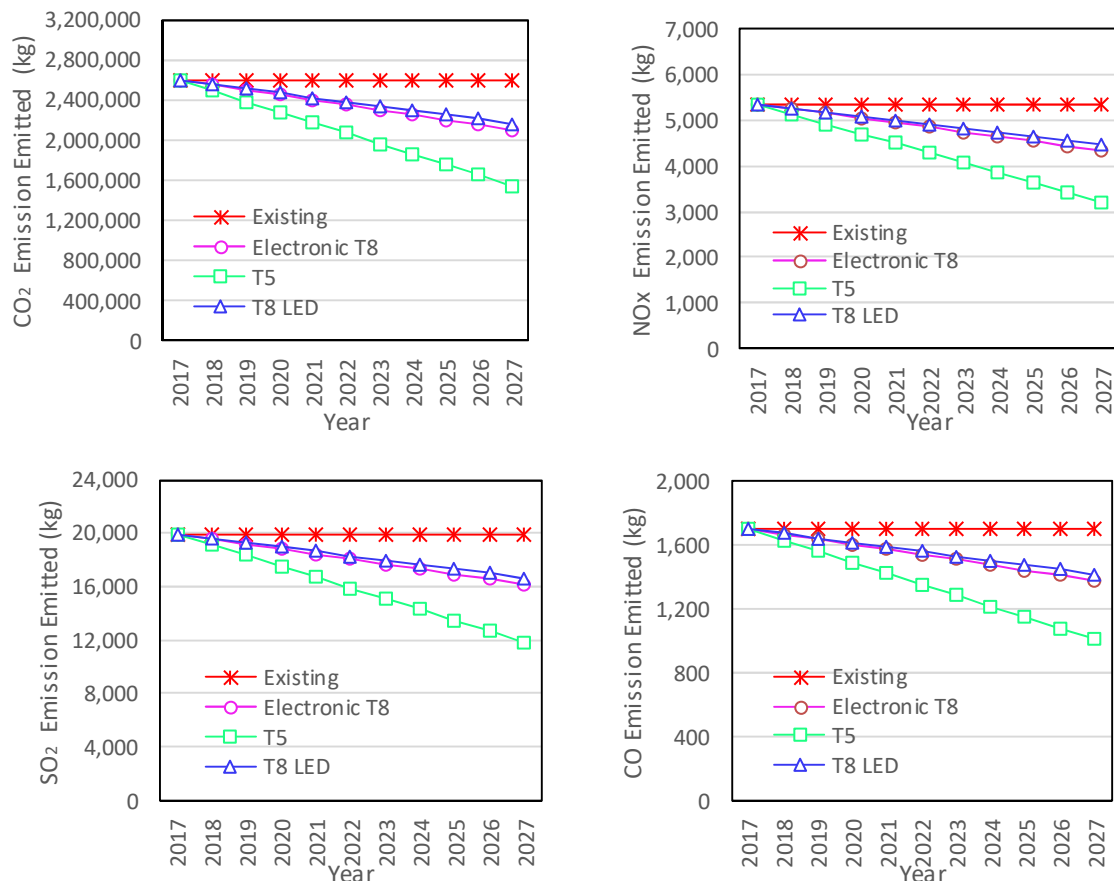 CO2 Emission Emitted (kg)
3,200,000
2,800,000
2,400,000
2,000,000
1,600,000
1,200,000
800,000
400,000
0
Existing
Electronic T8
T5
T8 LED
2017 2018 2019 2020 2021 2022 2023 2024 2025 2026 2027
Year
NOx Emission Emitted (kg)
7,000
6,000
5,000
4,000
3,000
2,000
1,000
0
Existing
Electronic T8
T5
T8 LED
2017 2018 2019 2020 2021 2022 2023 2024 2025 2026 2027
Year
SO2 Emission Emitted (kg)
24,000
20,000
16,000
12,000
8,000
4,000
0
Existing
Electronic T8
T5
T8 LED
2017 2018 2019 2020 2021 2022 2023 2024 2025 2026 2027
Year
CO Emission Emitted (kg)
2,000
1,600
1,200
800
400
0
Existing
Electronic T8
T5
T8 LED
2017 2018 2019 2020 2021 2022 2023 2024 2025 2026 2027
Year